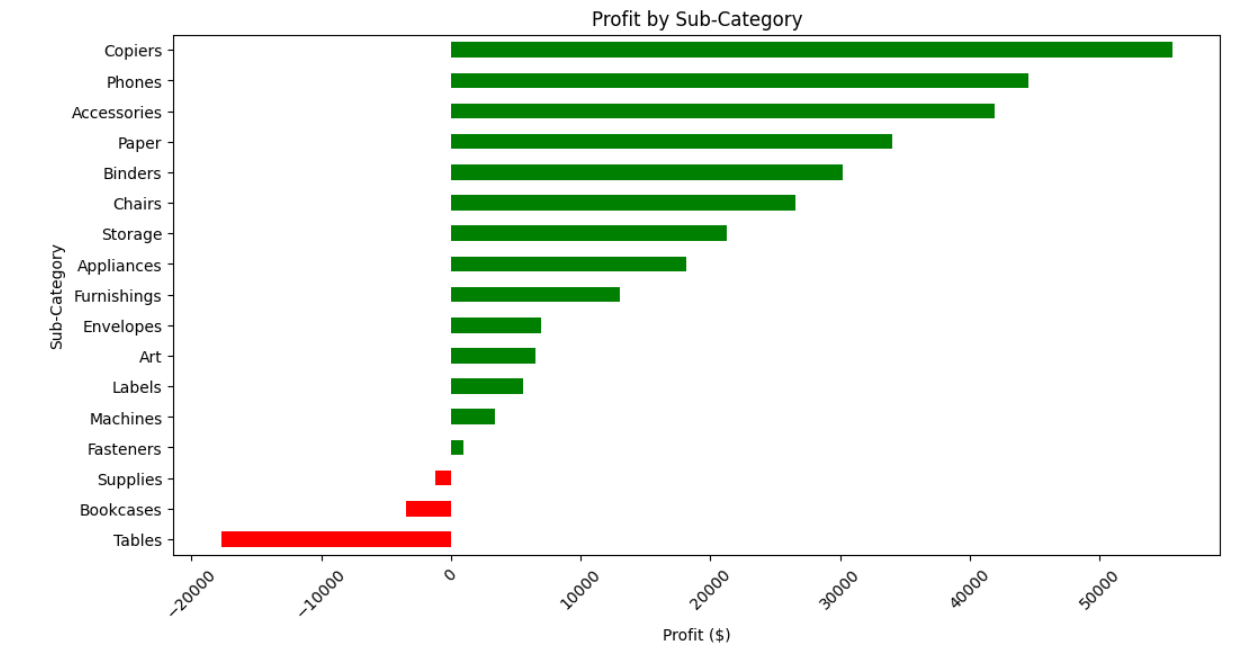 Profit by Sub-Category
Copiers
Phones
Accessories
Paper
Binders
Chairs
Storage
Appliances
Furnishings
Envelopes
Art
Labels
Machines
Fasteners
Supplies
Bookcases
Tables
Sub-Category
−20000
−10000
0
10000
20000
30000
40000
50000
Profit ($)